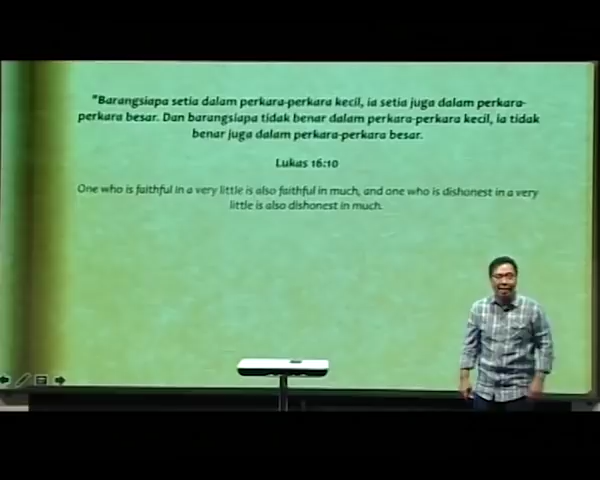 "Barangsiapa setia dalam perkara-perkara kecil, ia setia juga dalam perkara-
perkara besar. Dan barangsiapa tidak benar dalam perkara-perkara kecil, ia tidak
benar juga dalam perkara-perkara besar.
Lukas 16:10
One who is faithful in a very little is also faithful in much, and one who is dishonest in a very
little is also dishonest in much.